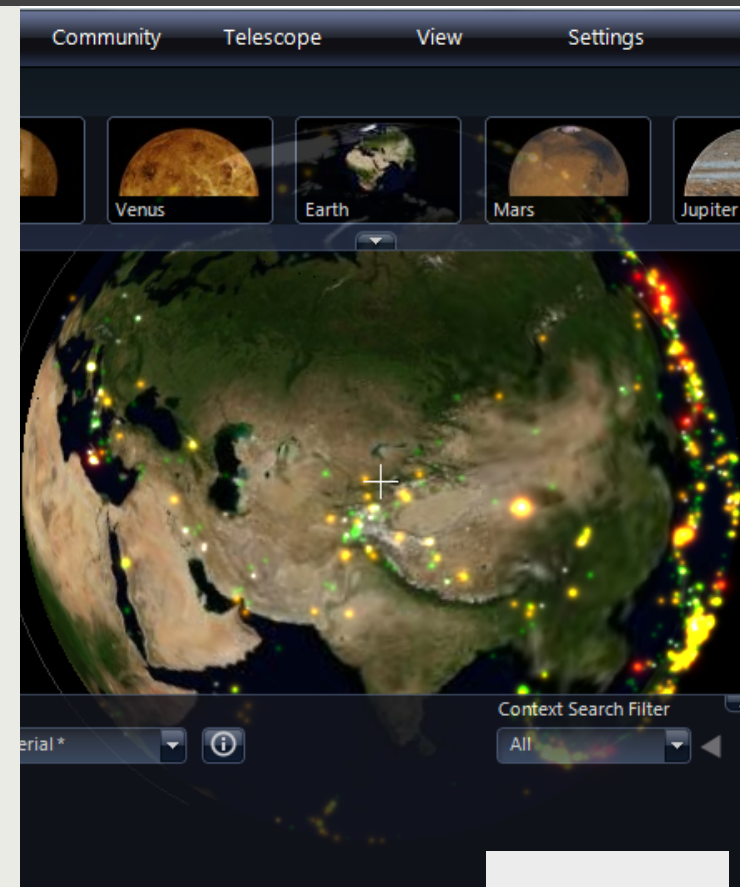 Community Telescope View Settings
Venus Earth Mars Jupiter
Context Search Filter
erial * All